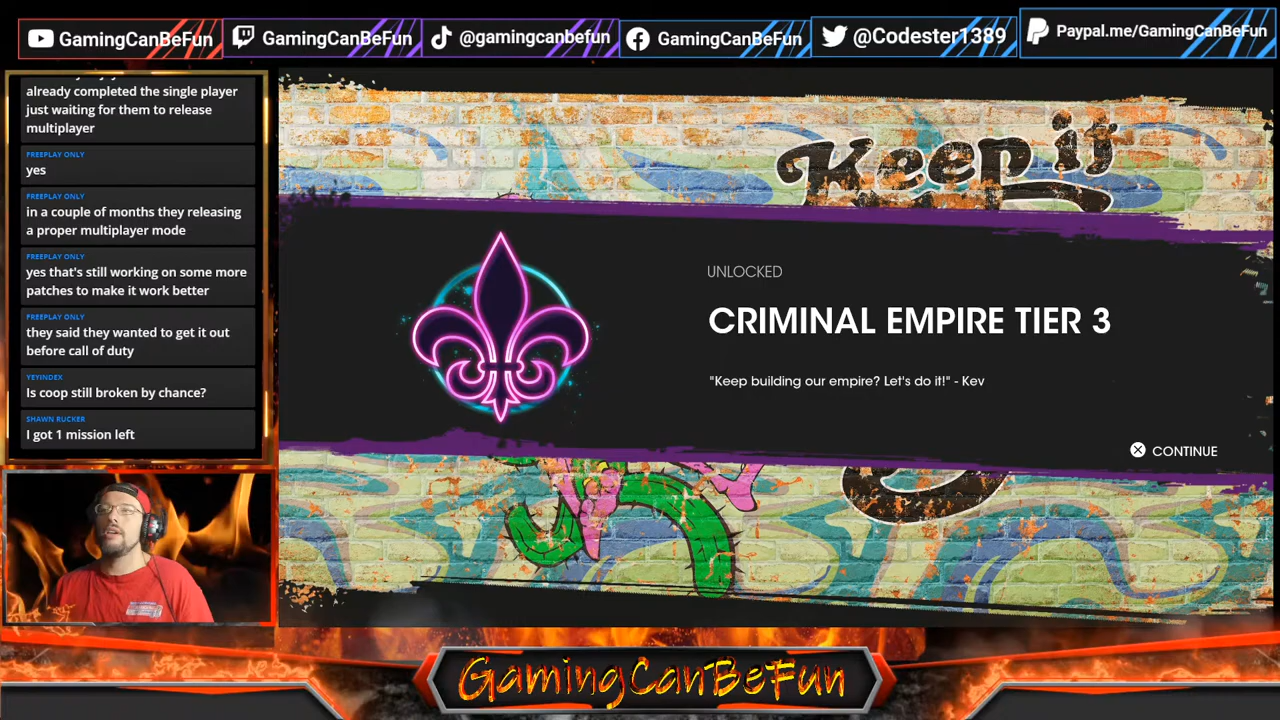 GamingCanBeFun
GamingCanBeFun
@gamingcanbefun
GamingCanBeFun
@Codester1389
Paypal.me/GamingCanBeFun
already completed the single player
just waiting for them to release
multiplayer
FREEPLAY ONLY
yes
FREEPLAY ONLY
in a couple of months they releasing
a proper multiplayer mode
FREEPLAY ONLY
yes that's still working on some more
patches to make it work better
FREEPLAY ONLY
they said they wanted to get it out
before call of duty
YEYINDEX
Is coop still broken by chance?
SHAWN RUCKER
I got 1 mission left
Keep it
UNLOCKED
CRIMINAL EMPIRE TIER 3
"Keep building our empire? Let's do it!" - Kev
CONTINUE
GamingCanBeFun